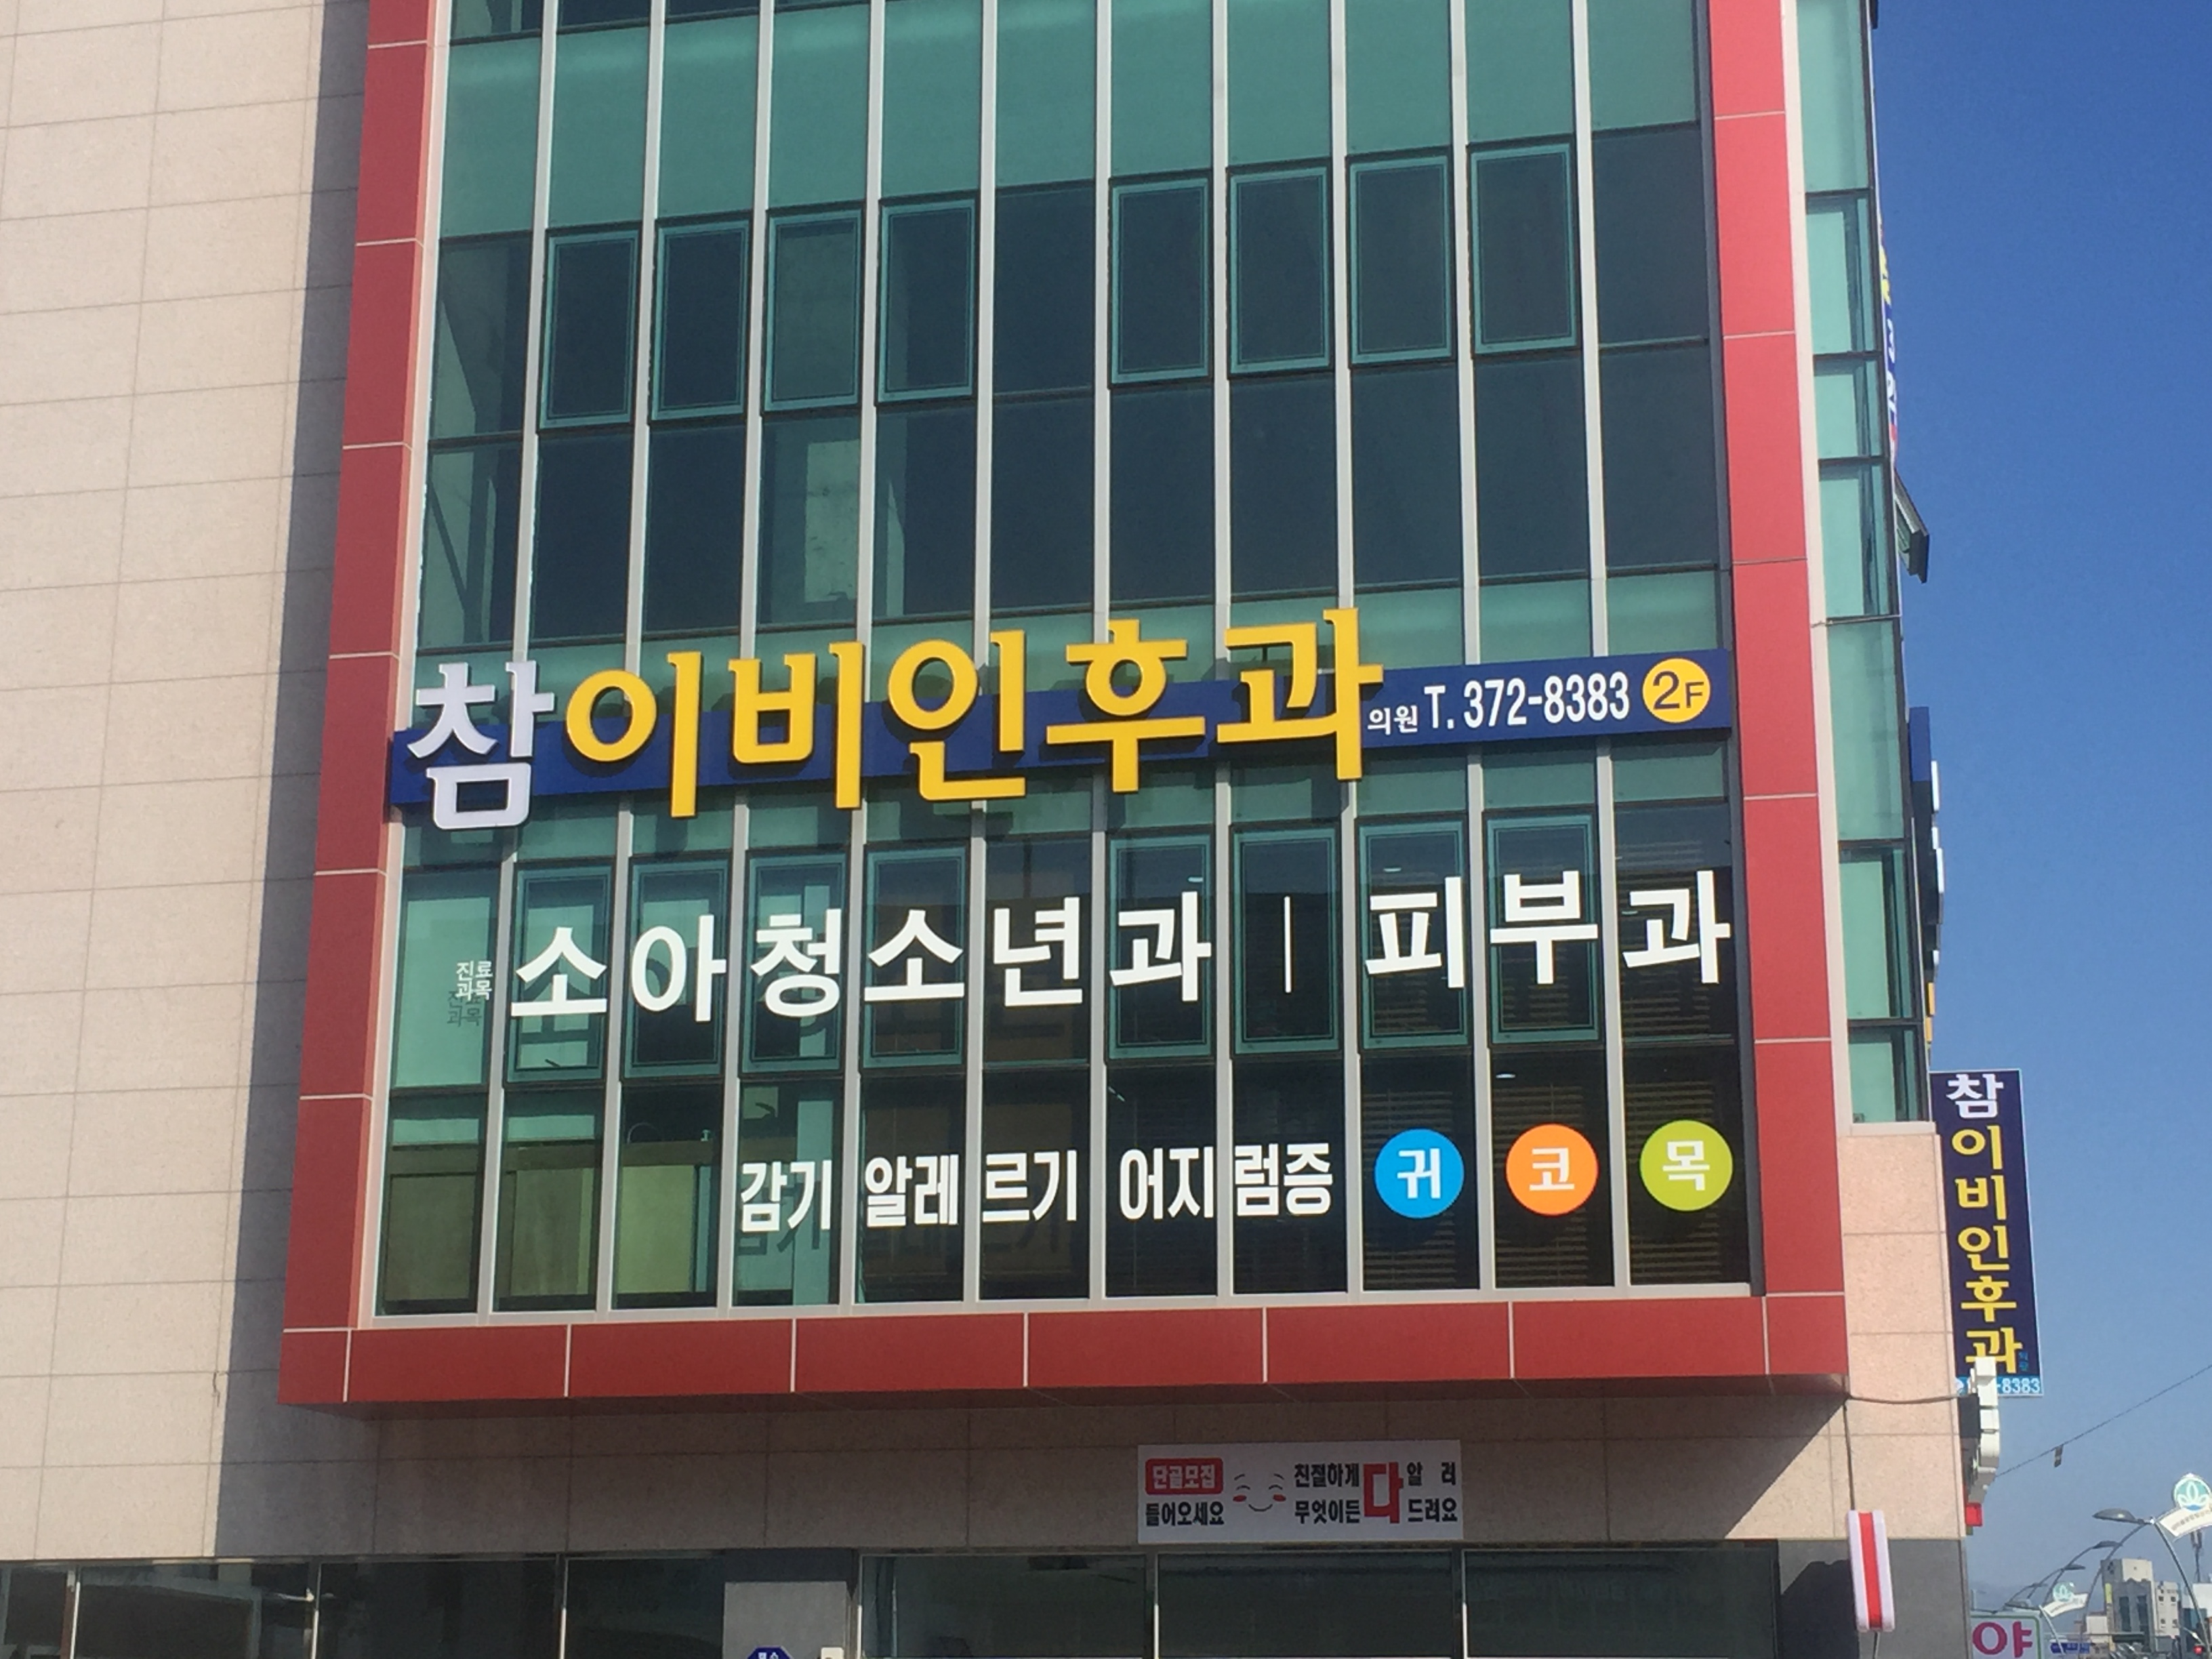 참이비인후과의원 T. 372-8383 2F
진료
과목
소아청소년과 | 피부과
감기 알레르기 어지럼증 귀 코 목
참이비인후과의원
-8383
단골모집
들어오세요
친절하게 다 알려
무엇이든 드려요
야